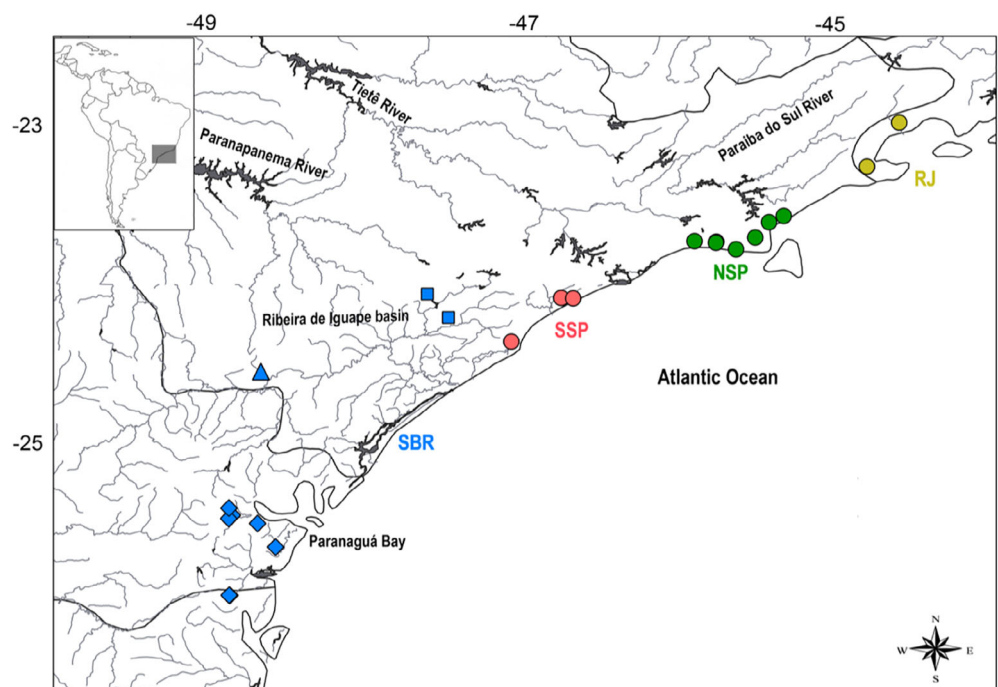 -49
-47
-45
-23
-25
Tietê River
Paranapanema River
Paraiba do Sul River
RJ
NSP
Ribeira de Iguape basin
SSP
Atlantic Ocean
SBR
Paranaguá Bay
N
W
E
S